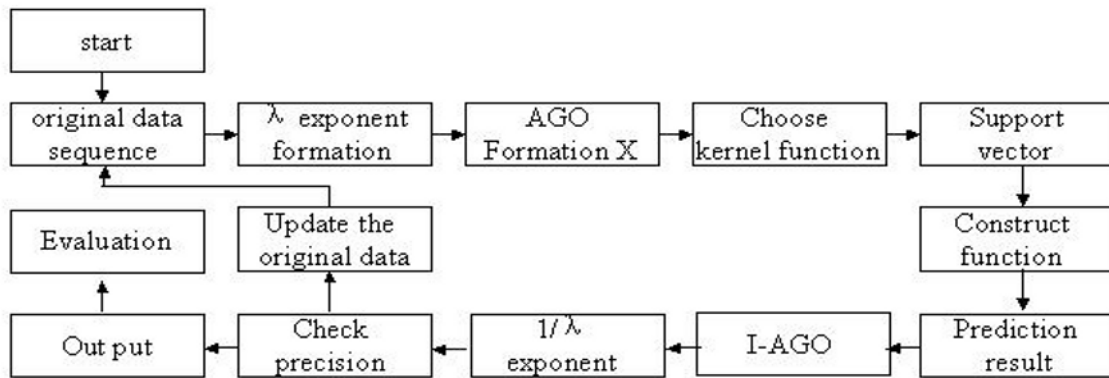 start
original data
sequence
λ exponent
formation
AGO
Formation X
Choose
kernel function
Support
vector
Evaluation
Update the
original data
Construct
function
Out put
Check
precision
1/λ
exponent
I-AGO
Prediction
result